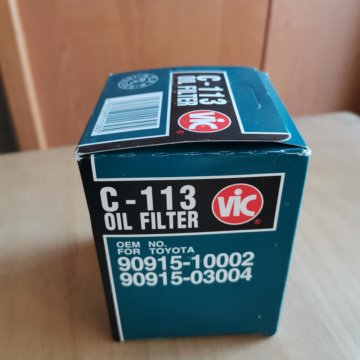 C-113
OIL FILTER
VIC
C-113
OIL FILTER
VIC
®
OEM NO.
FOR TOYOTA
90915-10002
90915-03004